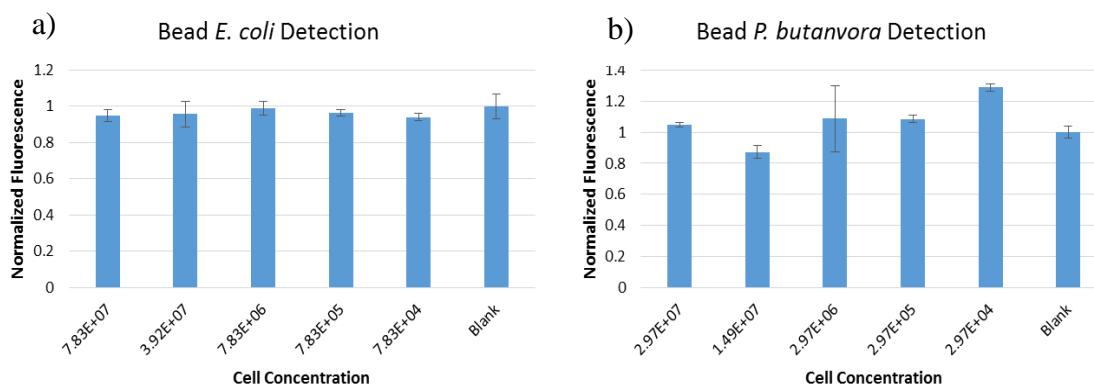 a)
Bead E. coli Detection
Normalized Fluorescence
1.2
1
0.8
0.6
0.4
0.2
0
7.83E+07
3.92E+07
7.83E+06
7.83E+05
7.83E+04
Blank
Cell Concentration
b)
Bead P. butanvora Detection
Normalized Fluorescence
1.4
1.2
1
0.8
0.6
0.4
0.2
0
2.97E+07
1.49E+07
2.97E+06
2.97E+05
2.97E+04
Blank
Cell Concentration